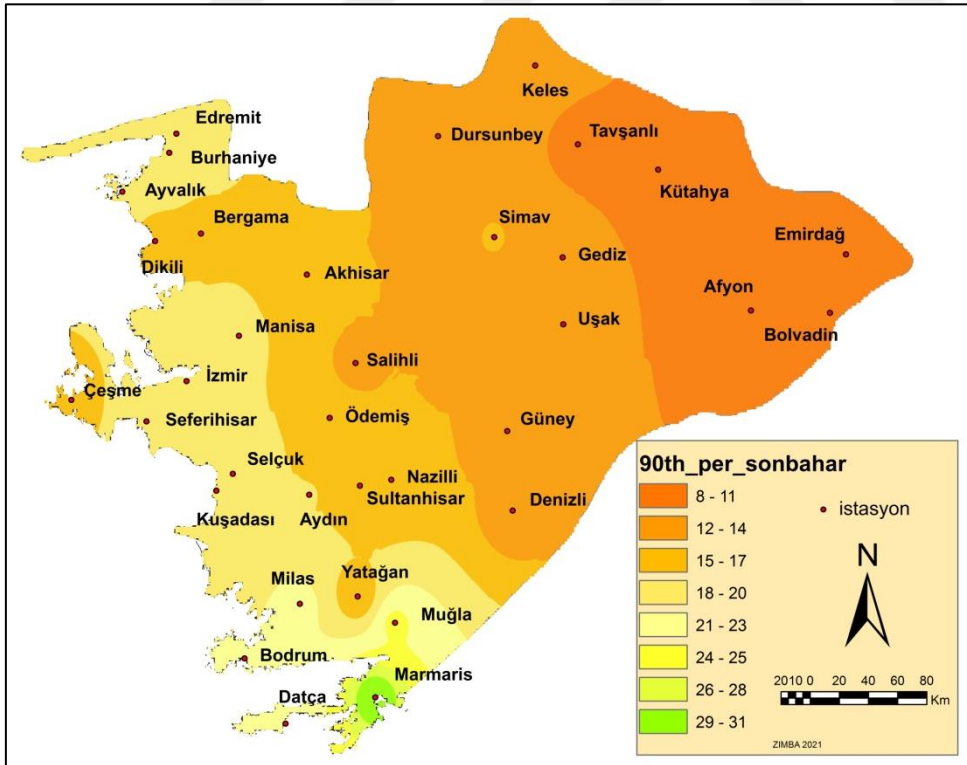 Keles
Edremit
Dursunbey
Tavşanlı
Burhaniye
Kütahya
Ayvalık
Bergama
Simav
Emirdağ
Dikili
Gediz
Akhisar
Afyon
Manisa
Uşak
Bolvadin
Salihli
İzmir
Çeşme
Ödemiş
Seferihisar
Güney
Selçuk
Nazilli
Sultanhisar
Kuşadası
Aydın
Denizli
Milas
Yatağan
Muğla
Bodrum
Marmaris
Datça
90th_per_sonbahar
8 - 11
12 - 14
15 - 17
18 - 20
21 - 23
24 - 25
26 - 28
29 - 31
istasyon
N
2010 0 20 40 60 80
Km
ZIMBA 2021